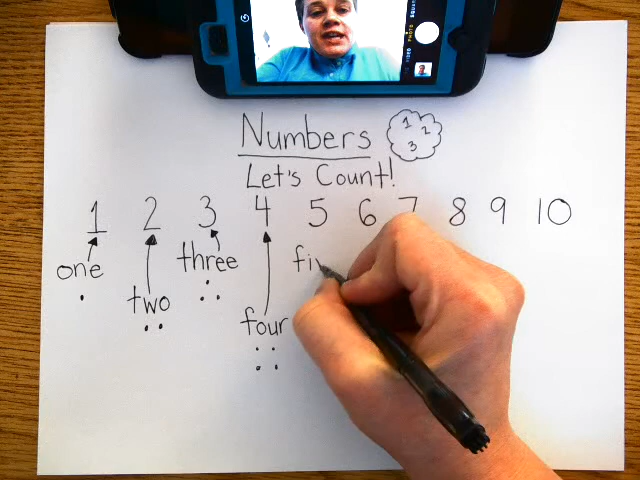 Numbers
1 2 3
Let's Count!
1 2 3 4 5 6 7 8 9 10
one
two
three
four
fi